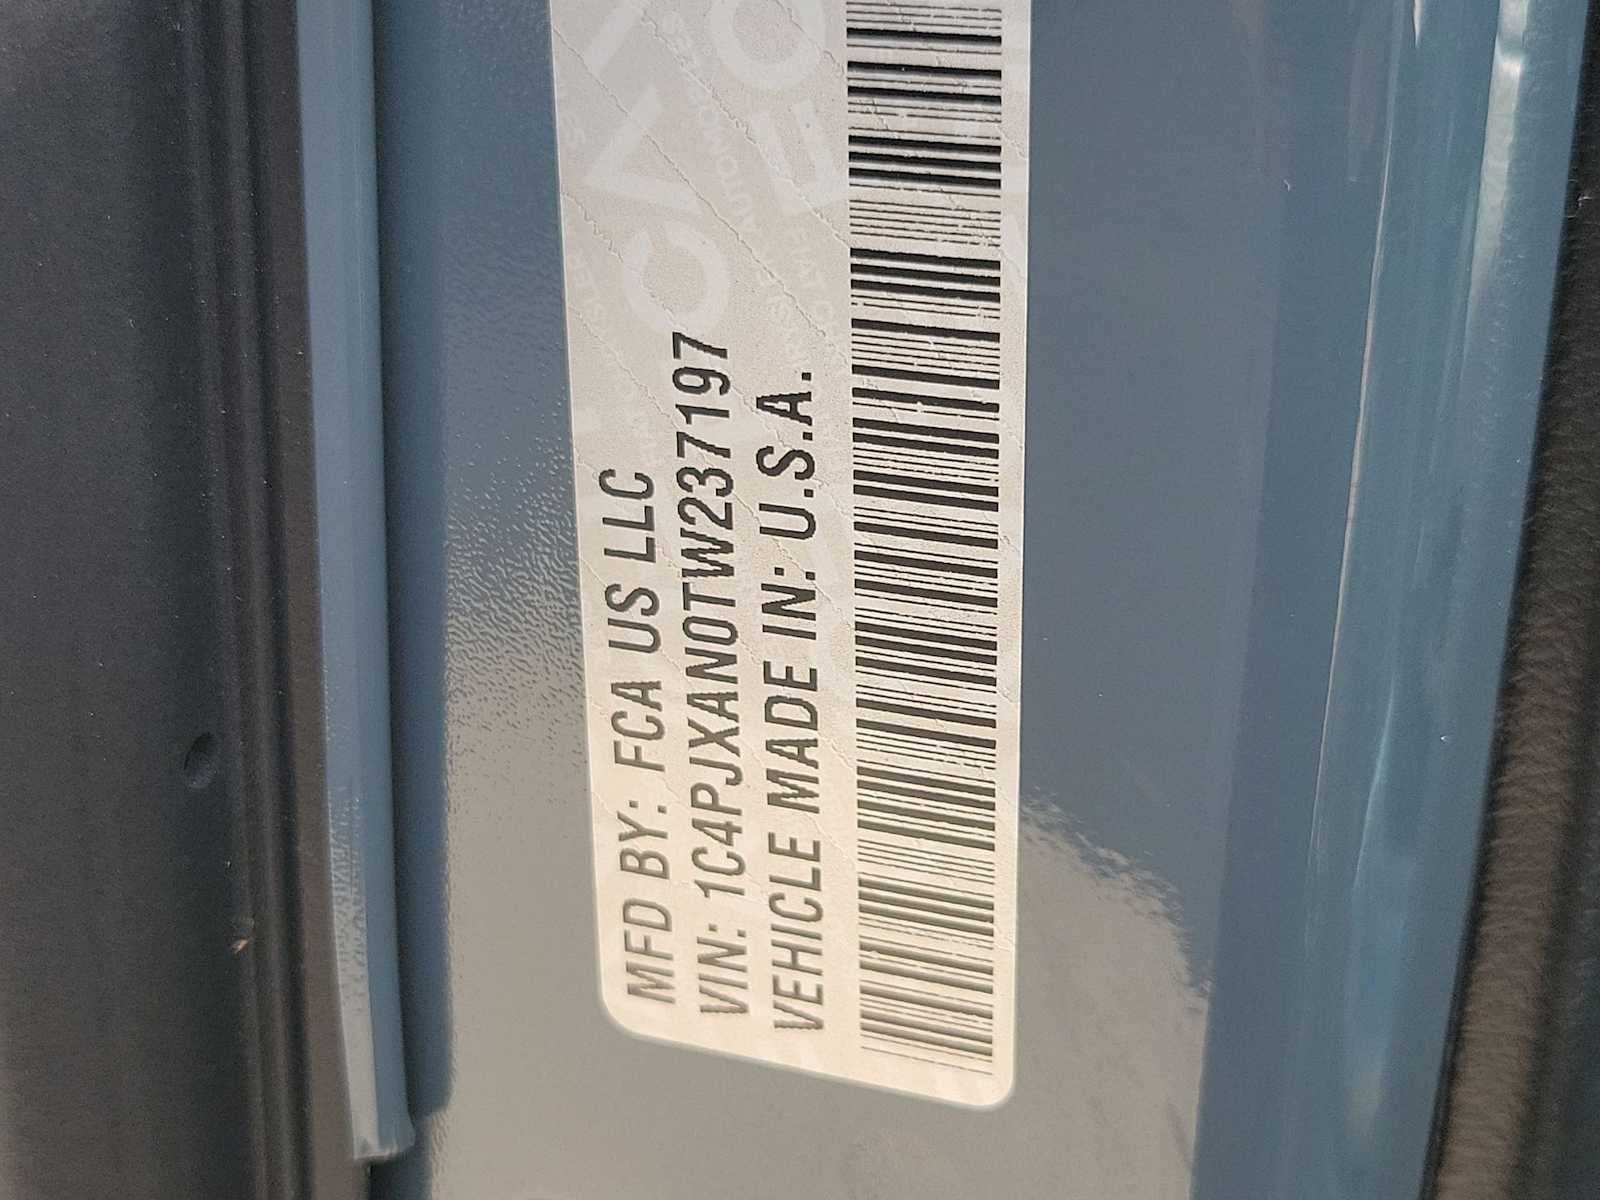 MFD BY: FCA US LLC
VIN: 1C4PJXAN0TW237197
VEHICLE MADE IN: U.S.A.